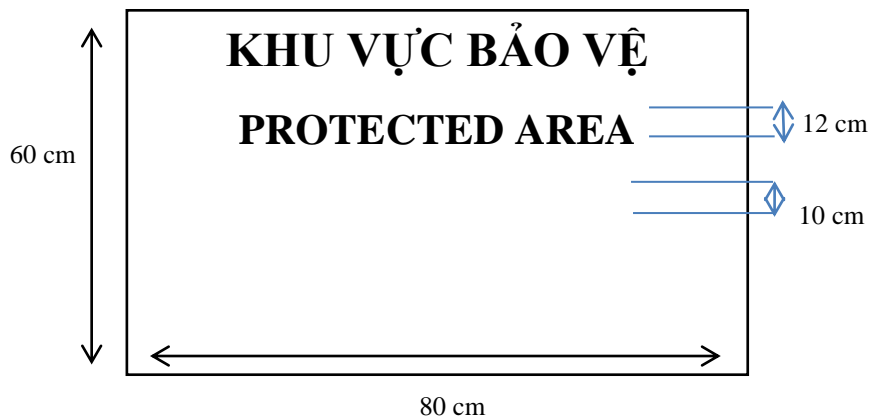 KHU VỰC BẢO VỆ
PROTECTED AREA
12 cm
60 cm
10 cm
80 cm